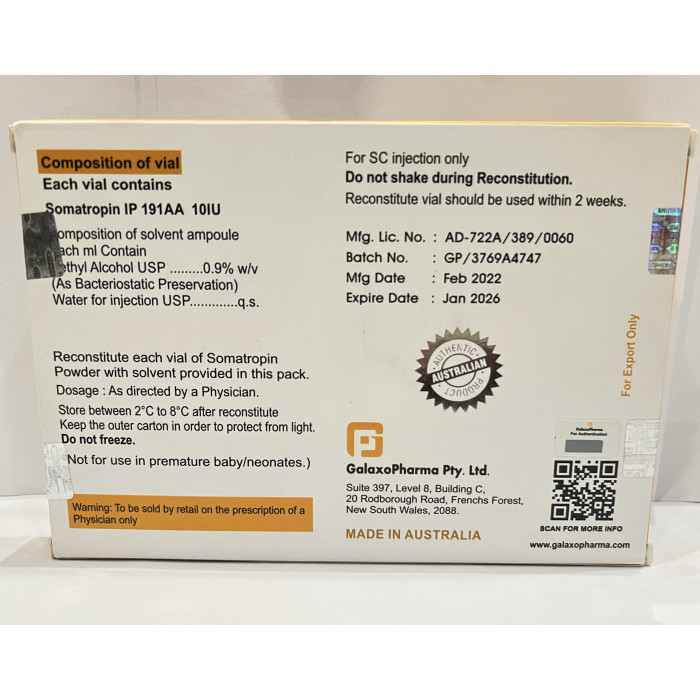 Composition of vial
Each vial contains
Somatropin IP 191AA 10IU
omposition of solvent ampoule
ach ml Contain
ethyl Alcohol USP .........0.9% w/v
(As Bacteriostatic Preservation)
Water for injection USP.............q.s.
Reconstitute each vial of Somatropin
Powder with solvent provided in this pack.
Dosage : As directed by a Physician.
Store between 2°C to 8°C after reconstitute
Keep the outer carton in order to protect from light.
Do not freeze.
(Not for use in premature baby/neonates.)
Warning: To be sold by retail on the prescription of a
Physician only
For SC injection only
Do not shake during Reconstitution.
Reconstitute vial should be used within 2 weeks.
Mfg. Lic. No. : AD-722A/389/0060
Batch No. : GP/3769A4747
Mfg Date : Feb 2022
Expire Date : Jan 2026
AUTHENTIC
AUSTRALIAN
PRODUCT
GalaxoPharma Pty. Ltd.
Suite 397, Level 8, Building C,
20 Rodborough Road, Frenchs Forest,
New South Wales, 2088.
MADE IN AUSTRALIA
For Export Only
GalaxoPharma
For Authentication
SCAN FOR MORE INFO
www.galaxopharma.com